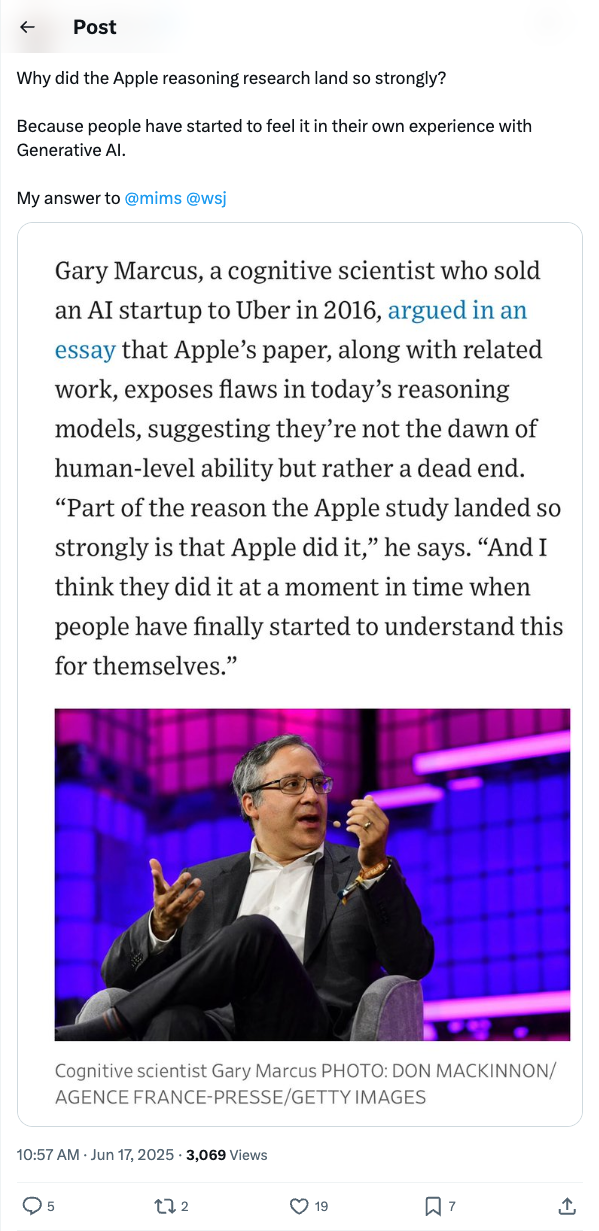 Post
Why did the Apple reasoning research land so strongly?
Because people have started to feel it in their own experience with
Generative AI.
My answer to @mims @wsj
Gary Marcus, a cognitive scientist who sold
an AI startup to Uber in 2016, argued in an
essay that Apple’s paper, along with related
work, exposes flaws in today’s reasoning
models, suggesting they’re not the dawn of
human-level ability but rather a dead end.
“Part of the reason the Apple study landed so
strongly is that Apple did it,” he says. “And I
think they did it at a moment in time when
people have finally started to understand this
for themselves.”
Cognitive scientist Gary Marcus PHOTO: DON MACKINNON/
AGENCE FRANCE-PRESSE/GETTY IMAGES
10:57 AM · Jun 17, 2025 · 3,069 Views
5 2 19 7